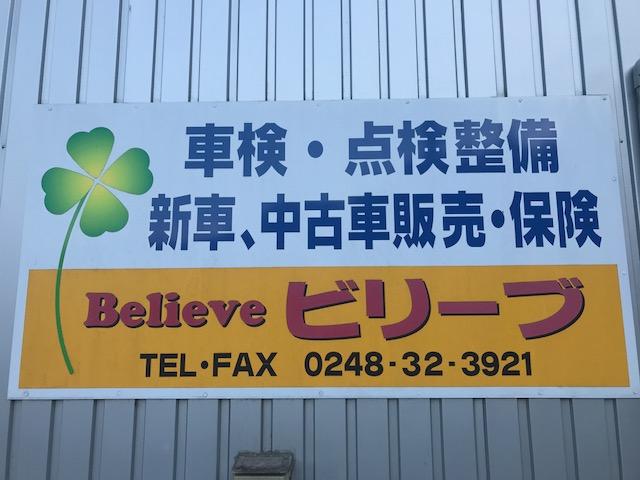 車検・点検整備
新車、中古車販売・保険
Believe ビリーブ
TEL・FAX 0248-32-3921